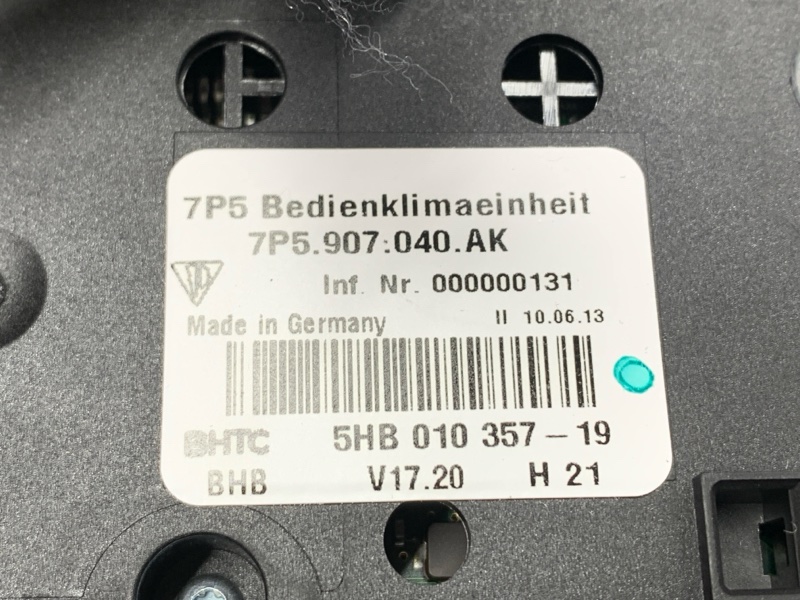 7P5 Bedienklimaeinheit
7P5.907.040.AK
Inf. Nr. 000000131
Made in Germany II 10.06.13
BHTC 5HB 010 357-19
BHB V17.20 H 21